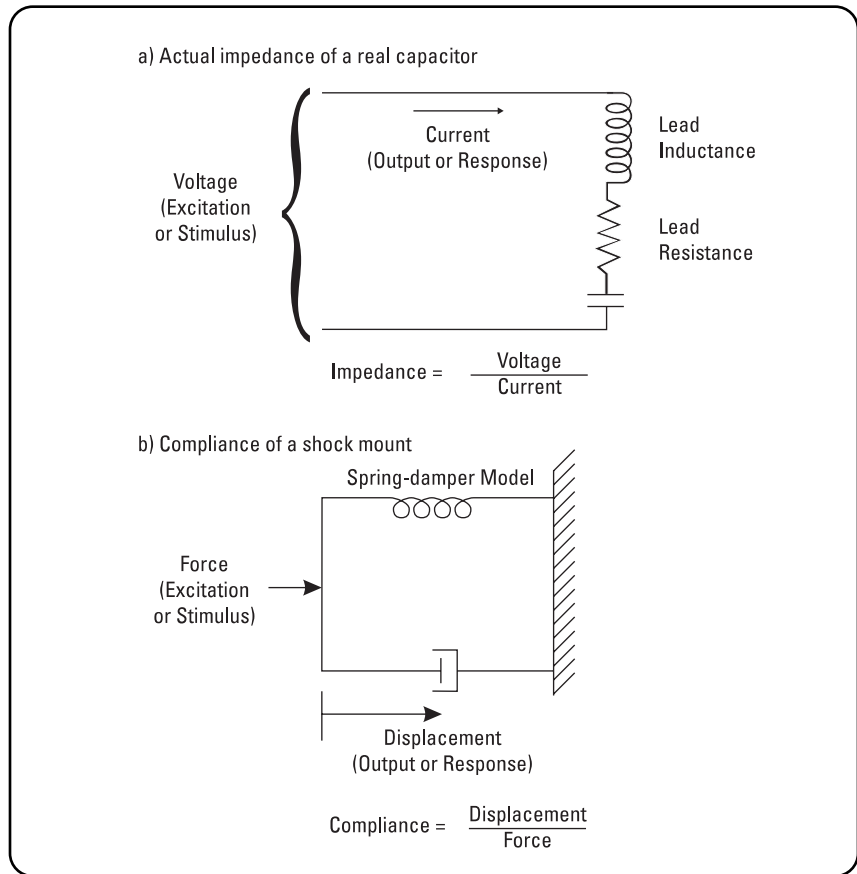 a) Actual impedance of a real capacitor
Voltage
(Excitation
or Stimulus)
Current
(Output or Response)
Lead
Inductance
Lead
Resistance
Impedance = Voltage
Current
b) Compliance of a shock mount
Spring-damper Model
Force
(Excitation
or Stimulus)
Displacement
(Output or Response)
Compliance = Displacement
Force